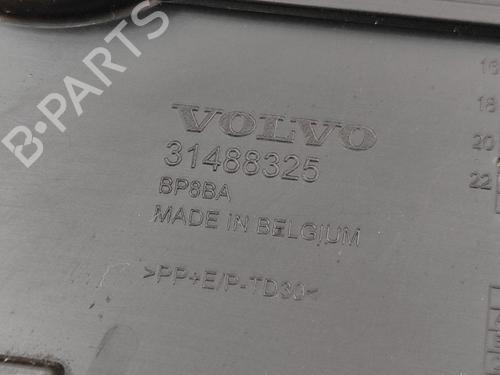 B-PARTS
VOLVO
31488325
BP8BA
MADE IN BELGIUM
>PP+E/P-TD30<
16
18
20
22